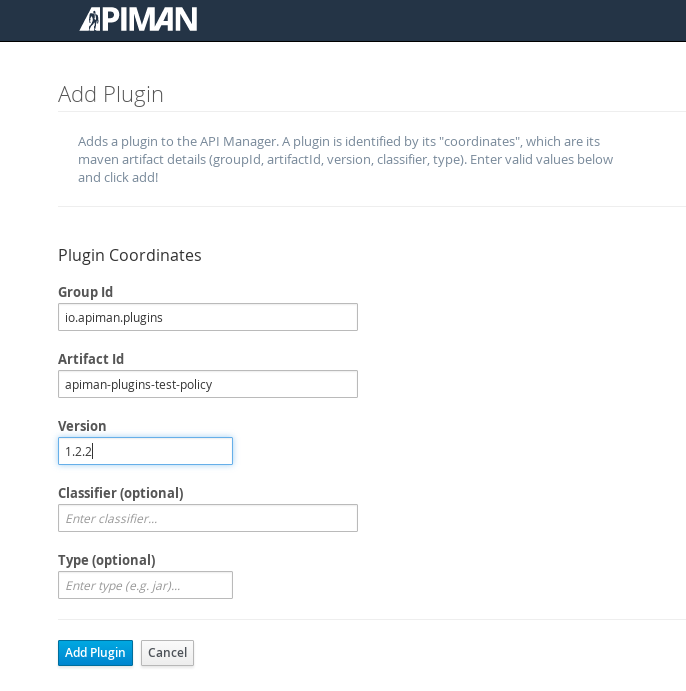 APIMAN
Add Plugin
Adds a plugin to the API Manager. A plugin is identified by its "coordinates", which are its
maven artifact details (groupId, artifactId, version, classifier, type). Enter valid values below
and click add!
Plugin Coordinates
Group Id
io.apiman.plugins
Artifact Id
apiman-plugins-test-policy
Version
1.2.2
Classifier (optional)
Enter classifier...
Type (optional)
Enter type (e.g. jar)...
Add Plugin Cancel